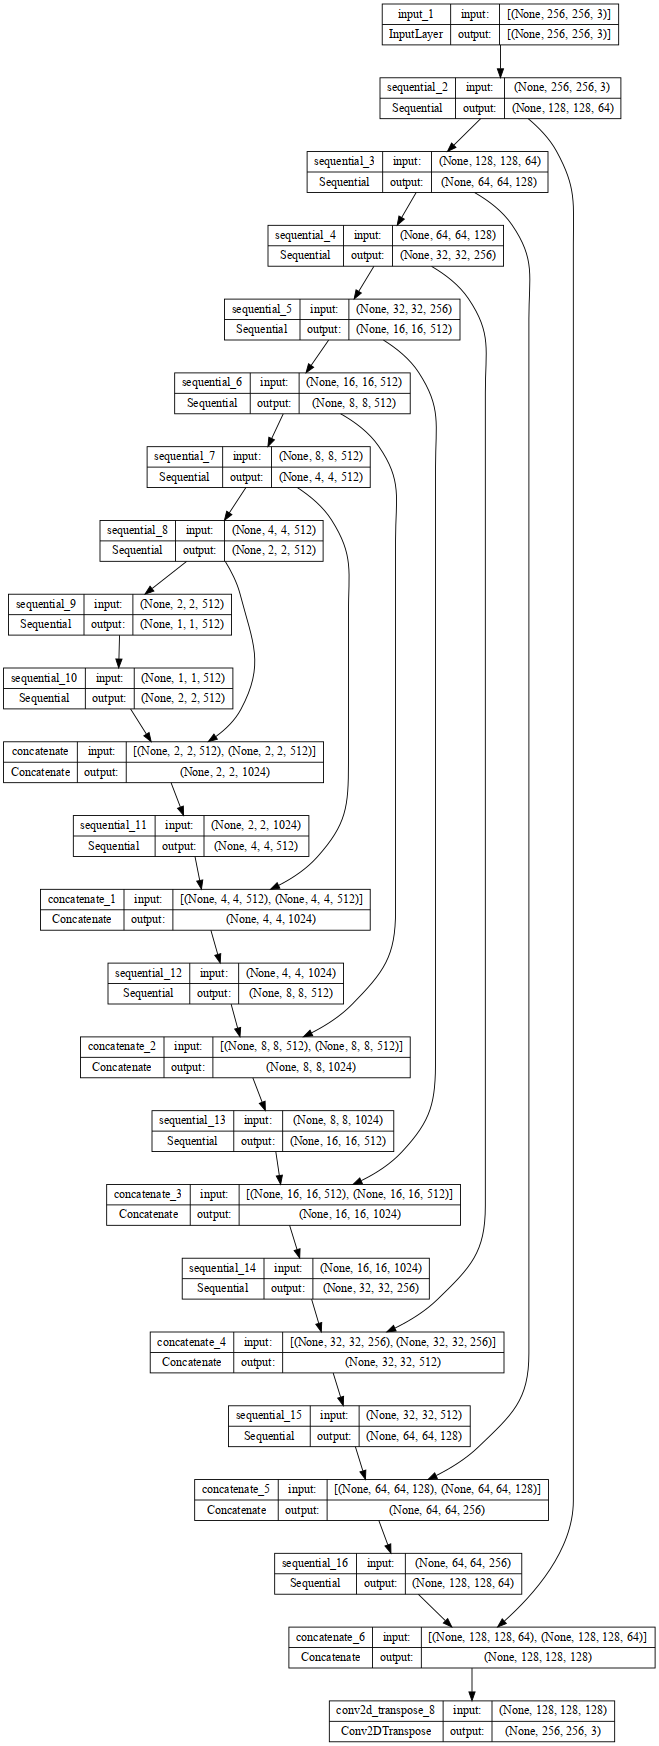 input_1 input: [(None, 256, 256, 3)]
InputLayer output: [(None, 256, 256, 3)]
sequential_2 input: (None, 256, 256, 3)
Sequential output: (None, 128, 128, 64)
sequential_3 input: (None, 128, 128, 64)
Sequential output: (None, 64, 64, 128)
sequential_4 input: (None, 64, 64, 128)
Sequential output: (None, 32, 32, 256)
sequential_5 input: (None, 32, 32, 256)
Sequential output: (None, 16, 16, 512)
sequential_6 input: (None, 16, 16, 512)
Sequential output: (None, 8, 8, 512)
sequential_7 input: (None, 8, 8, 512)
Sequential output: (None, 4, 4, 512)
sequential_8 input: (None, 4, 4, 512)
Sequential output: (None, 2, 2, 512)
sequential_9 input: (None, 2, 2, 512)
Sequential output: (None, 1, 1, 512)
sequential_10 input: (None, 1, 1, 512)
Sequential output: (None, 2, 2, 512)
concatenate input: [(None, 2, 2, 512), (None, 2, 2, 512)]
Concatenate output: (None, 2, 2, 1024)
sequential_11 input: (None, 2, 2, 1024)
Sequential output: (None, 4, 4, 512)
concatenate_1 input: [(None, 4, 4, 512), (None, 4, 4, 512)]
Concatenate output: (None, 4, 4, 1024)
sequential_12 input: (None, 4, 4, 1024)
Sequential output: (None, 8, 8, 512)
concatenate_2 input: [(None, 8, 8, 512), (None, 8, 8, 512)]
Concatenate output: (None, 8, 8, 1024)
sequential_13 input: (None, 8, 8, 1024)
Sequential output: (None, 16, 16, 512)
concatenate_3 input: [(None, 16, 16, 512), (None, 16, 16, 512)]
Concatenate output: (None, 16, 16, 1024)
sequential_14 input: (None, 16, 16, 1024)
Sequential output: (None, 32, 32, 256)
concatenate_4 input: [(None, 32, 32, 256), (None, 32, 32, 256)]
Concatenate output: (None, 32, 32, 512)
sequential_15 input: (None, 32, 32, 512)
Sequential output: (None, 64, 64, 128)
concatenate_5 input: [(None, 64, 64, 128), (None, 64, 64, 128)]
Concatenate output: (None, 64, 64, 256)
sequential_16 input: (None, 64, 64, 256)
Sequential output: (None, 128, 128, 64)
concatenate_6 input: [(None, 128, 128, 64), (None, 128, 128, 64)]
Concatenate output: (None, 128, 128, 128)
conv2d_transpose_8 input: (None, 128, 128, 128)
Conv2DTranspose output: (None, 256, 256, 3)